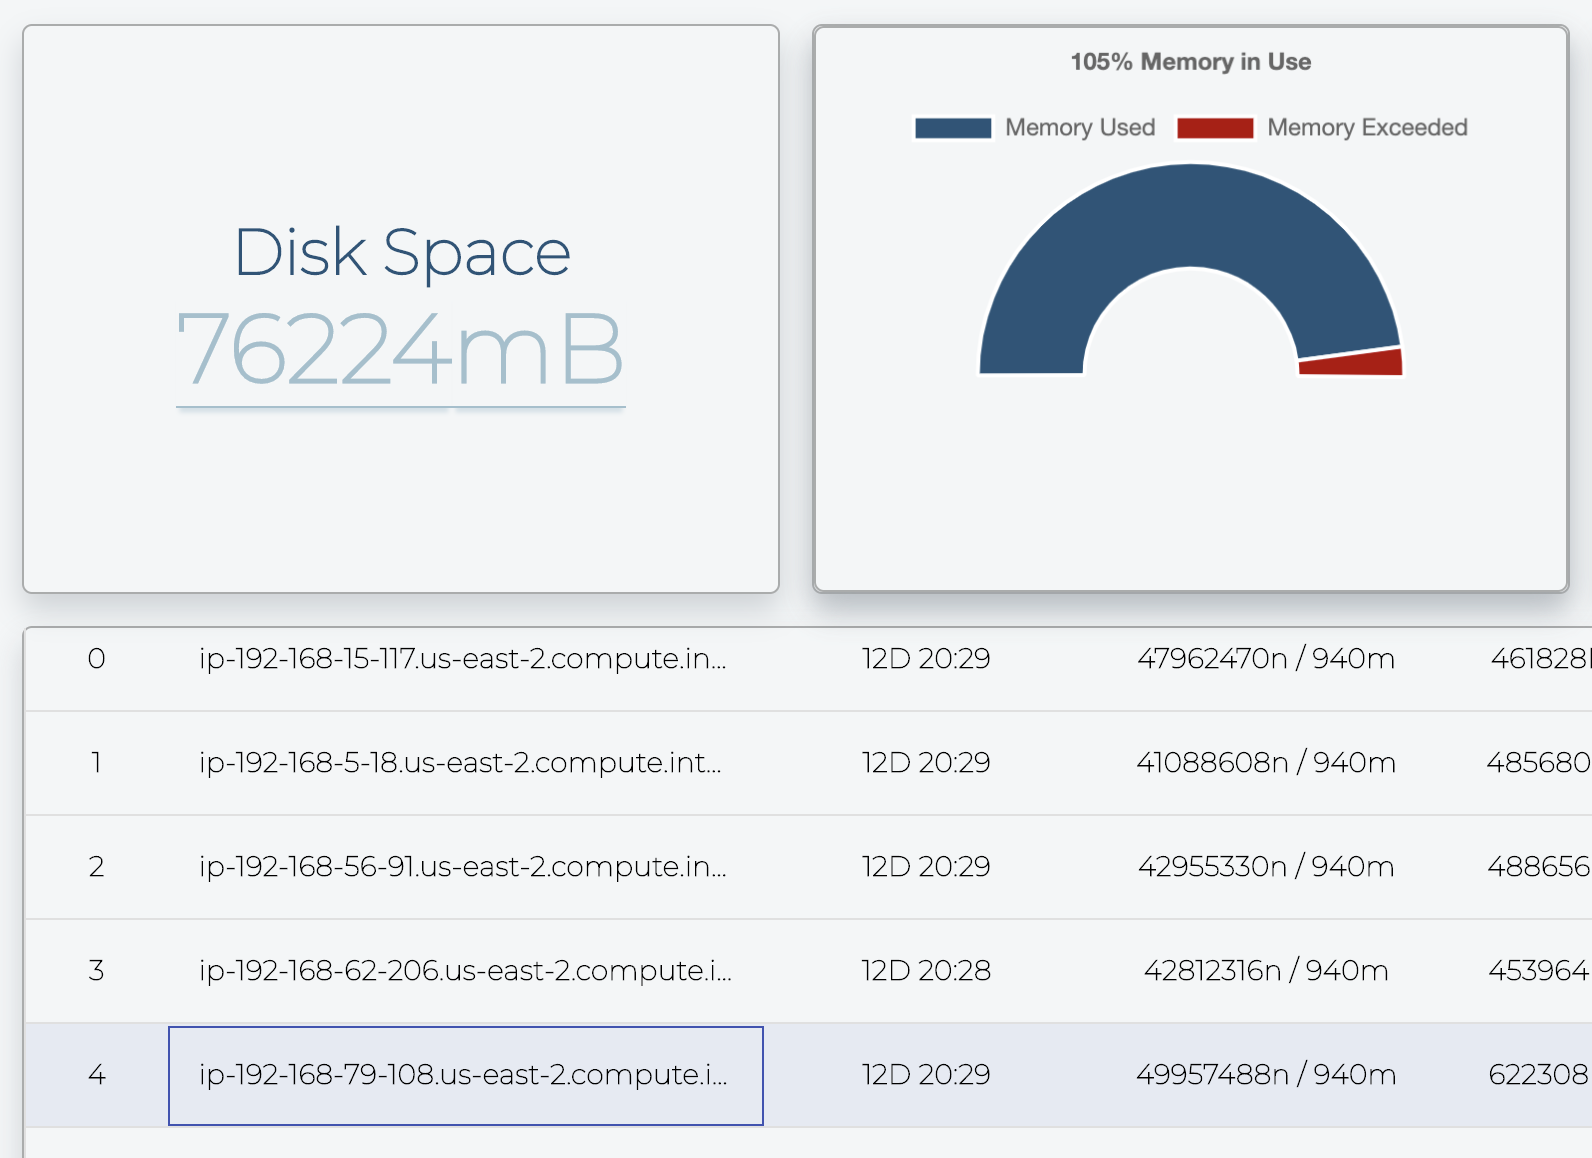 Disk Space
76224mB
105% Memory in Use
Memory Used Memory Exceeded
0 ip-192-168-15-117.us-east-2.compute.in... 12D 20:29 47962470n / 940m 461828
1 ip-192-168-5-18.us-east-2.compute.int... 12D 20:29 41088608n / 940m 485680
2 ip-192-168-56-91.us-east-2.compute.in... 12D 20:29 42955330n / 940m 488656
3 ip-192-168-62-206.us-east-2.compute.i... 12D 20:28 42812316n / 940m 453964
4 ip-192-168-79-108.us-east-2.compute.i... 12D 20:29 49957488n / 940m 622308